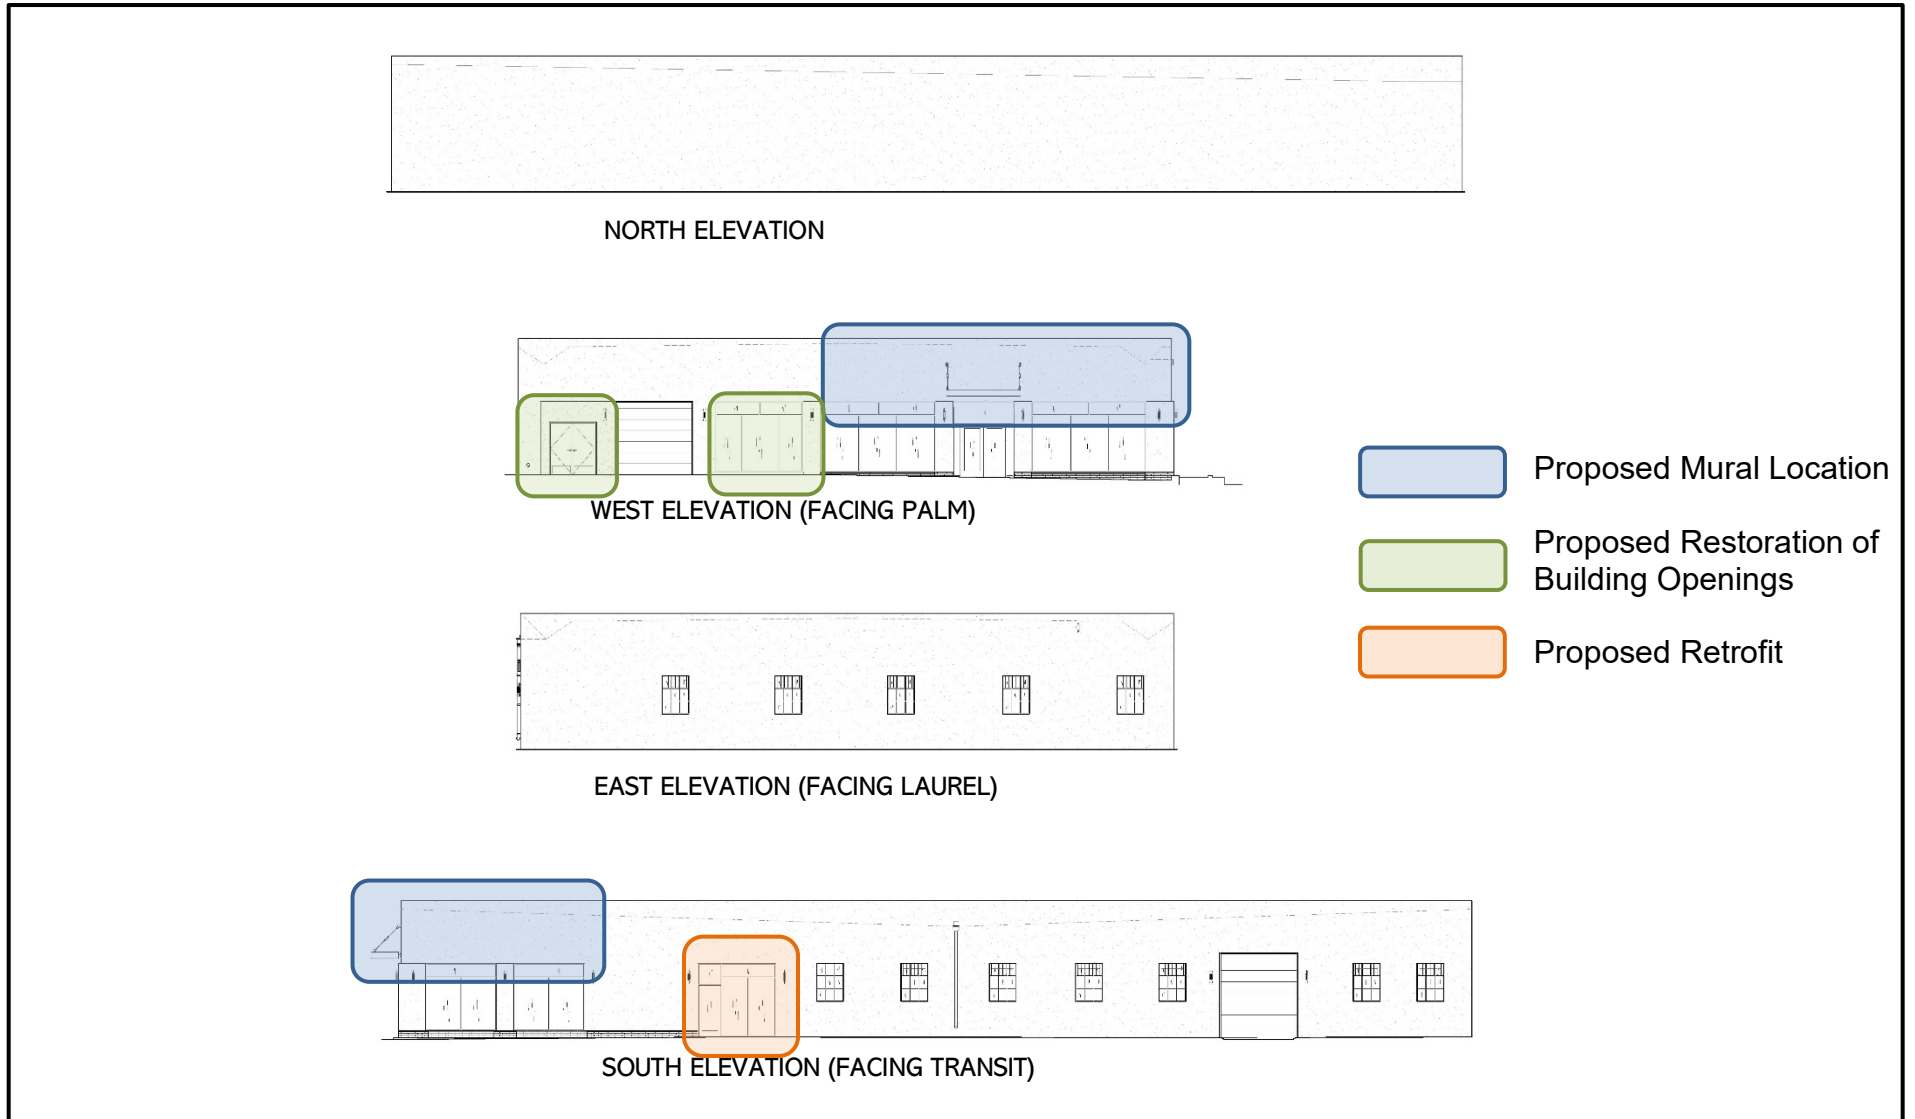 NORTH ELEVATION
WEST ELEVATION (FACING PALM)
Proposed Mural Location
Proposed Restoration of
Building Openings
Proposed Retrofit
EAST ELEVATION (FACING LAUREL)
SOUTH ELEVATION (FACING TRANSIT)